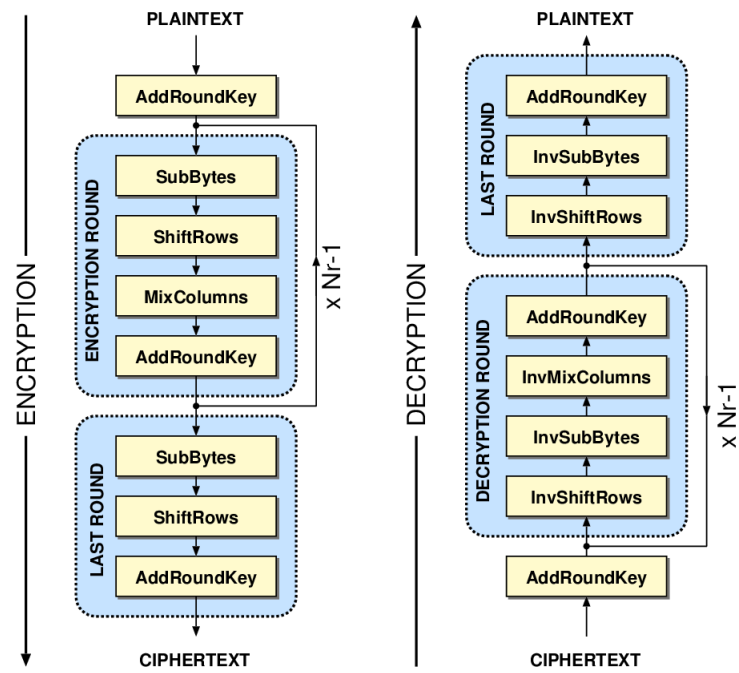 PLAINTEXT
AddRoundKey
ENCRYPTION ROUND
SubBytes
ShiftRows
MixColumns
AddRoundKey
x Nr-1
LAST ROUND
SubBytes
ShiftRows
AddRoundKey
CIPHERTEXT
ENCRYPTION
PLAINTEXT
LAST ROUND
AddRoundKey
InvSubBytes
InvShiftRows
DECRYPTION ROUND
AddRoundKey
InvMixColumns
InvSubBytes
InvShiftRows
x Nr-1
AddRoundKey
CIPHERTEXT
DECRYPTION